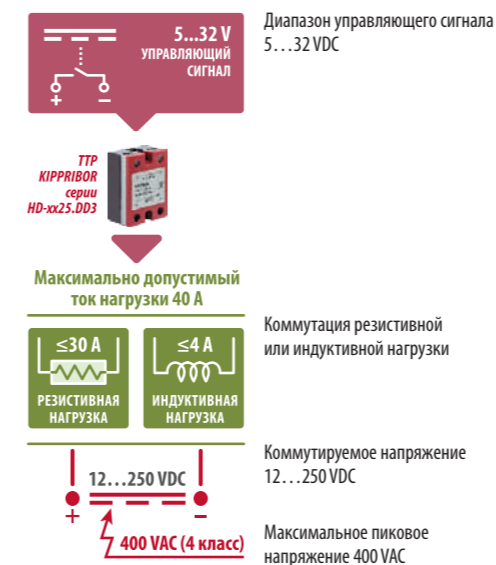 5...32 V
УПРАВЛЯЮЩИЙ
СИГНАЛ
+ –
Диапазон управляющего сигнала
5…32 VDC
ТТР
KIPPRIBOR
серии
HD-xx25.DD3
Максимально допустимый
ток нагрузки 40 А
≤30 А
РЕЗИСТИВНАЯ
НАГРУЗКА
≤4 А
ИНДУКТИВНАЯ
НАГРУЗКА
Коммутация резистивной
или индуктивной нагрузки
12…250 VDC
+ –
Коммутируемое напряжение
12…250 VDC
400 VAC (4 класс)
Максимальное пиковое
напряжение 400 VAC